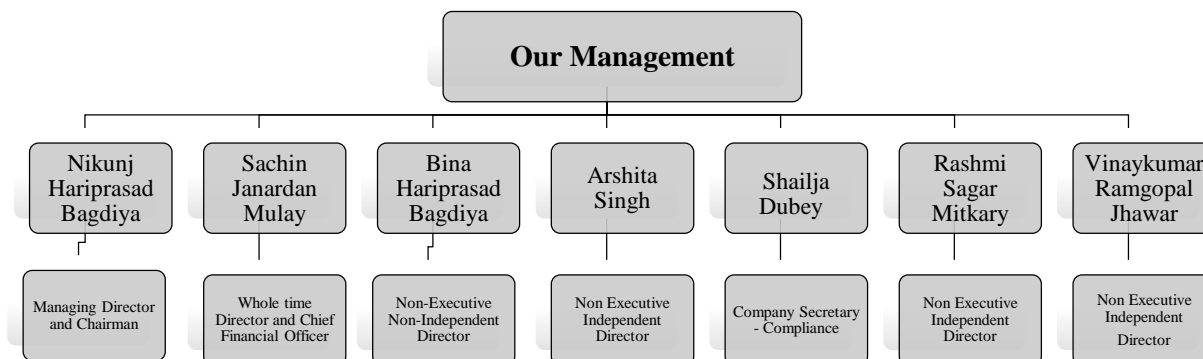 Our Management
Nikunj
Hariprasad
Bagdiya
Sachin
Janardan
Mulay
Bina
Hariprasad
Bagdiya
Arshita
Singh
Shailja
Dubey
Rashmi
Sagar
Mitkary
Vinaykumar
Ramgopal
Jhawar
Managing Director
and Chairman
Whole time
Director and Chief
Financial Officer
Non-Executive
Non-Independent
Director
Non Executive
Independent
Director
Company Secretary
- Compliance
Non Executive
Independent
Director
Non Executive
Independent
Director